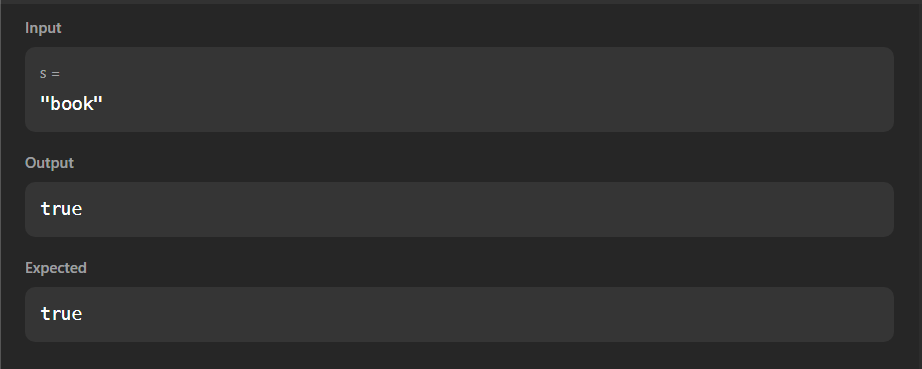 Input
s =
"book"
Output
true
Expected
true